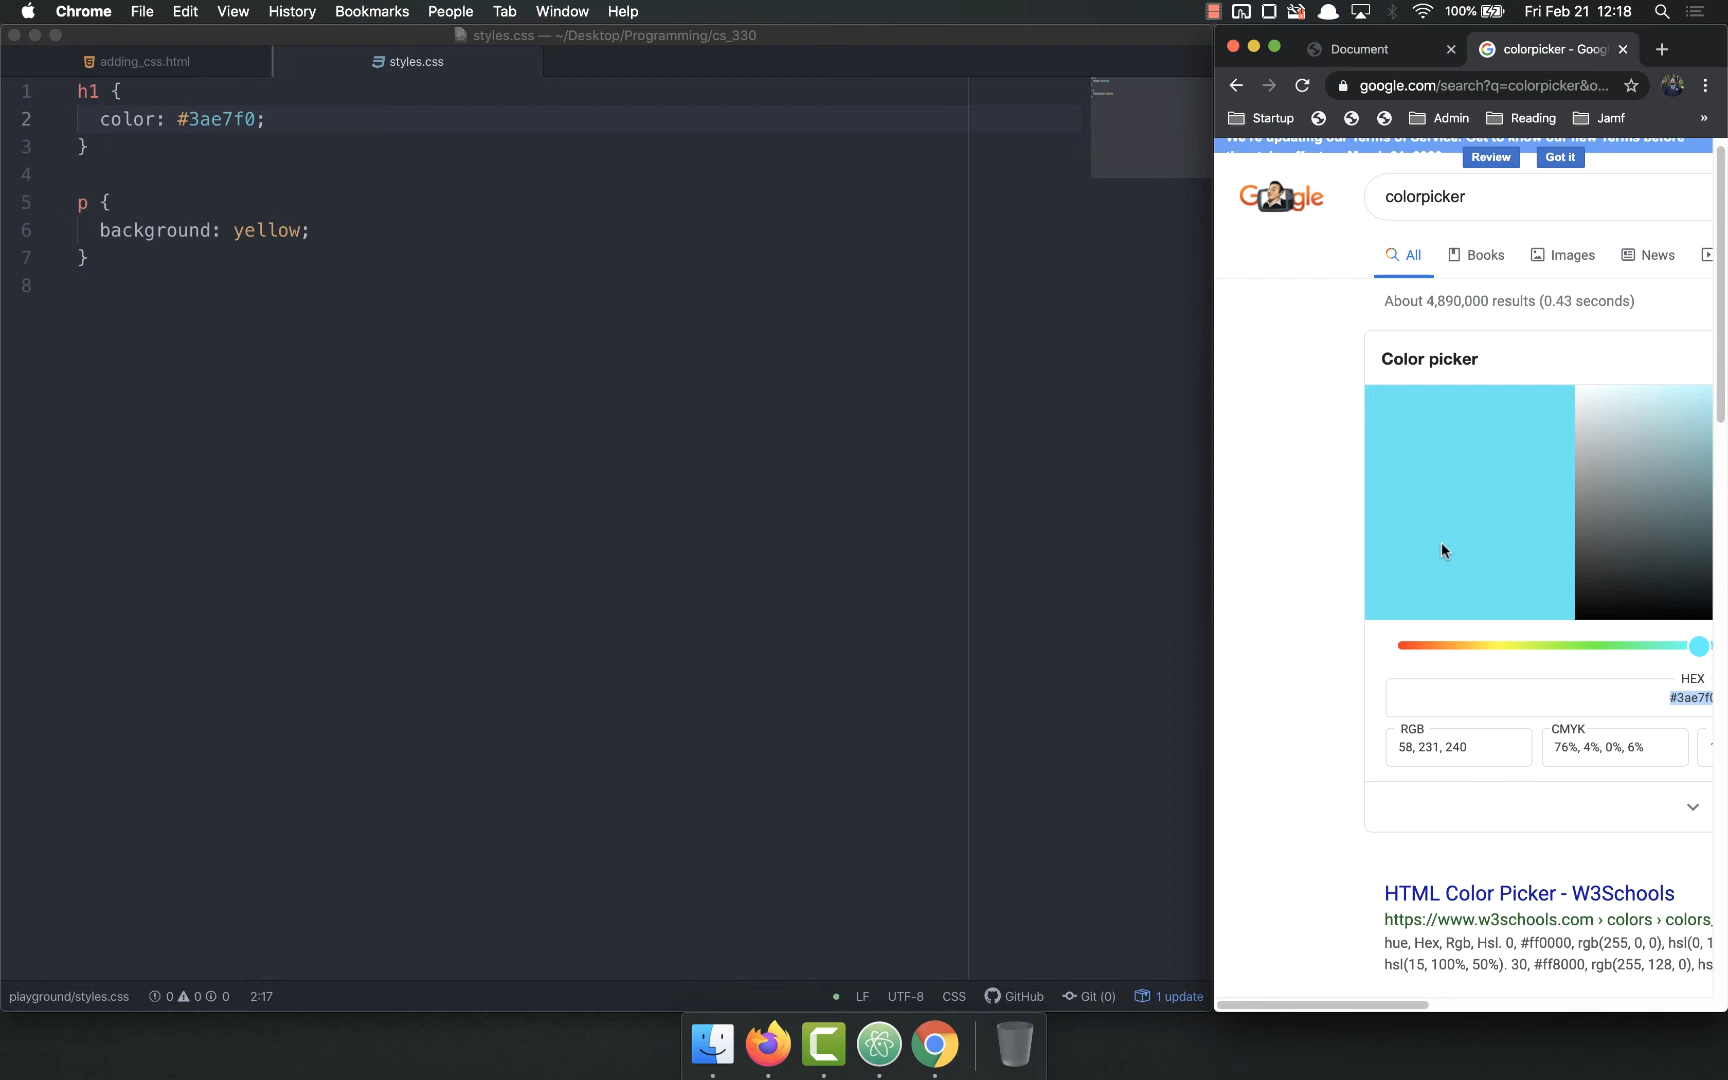 Chrome File Edit View History Bookmarks People Tab Window Help
100% Fri Feb 21 12:18
styles.css — ~/Desktop/Programming/cs_330
adding_css.html
styles.css
1 h1 {
2 color: #3ae7f0;
3 }
4
5 p {
6 background: yellow;
7 }
8
playground/styles.css 0 0 0 2:17
LF UTF-8 CSS GitHub Git (0) 1 update
Document
colorpicker - Goog
google.com/search?q=colorpicker&o...
Startup Admin Reading Jamf »
Review Got it
Google
colorpicker
All Books Images News
About 4,890,000 results (0.43 seconds)
Color picker
HEX
#3ae7f0
RGB
58, 231, 240
CMYK
76%, 4%, 0%, 6%
HTML Color Picker - W3Schools
https://www.w3schools.com › colors › colors_
hue, Hex, Rgb, Hsl. 0, #ff0000, rgb(255, 0, 0), hsl(0, 1
hsl(15, 100%, 50%). 30, #ff8000, rgb(255, 128, 0), hs